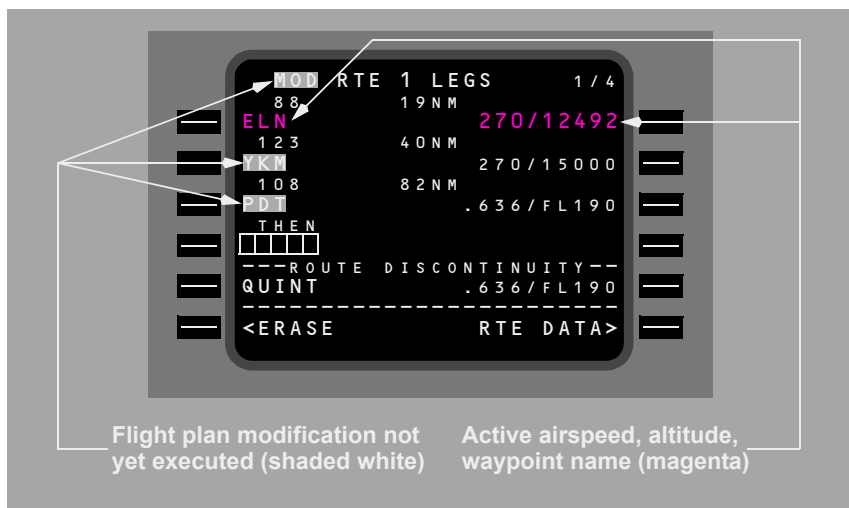 MOD RTE 1 LEGS 1/4
88 19NM
ELN 270/12492
123 40NM
YKM 270/15000
108 82NM
PDT .636/FL190
THEN
---ROUTE DISCONTINUITY--
QUINT .636/FL190
------------------
<ERASE RTE DATA>
Flight plan modification not
yet executed (shaded white)
Active airspeed, altitude,
waypoint name (magenta)